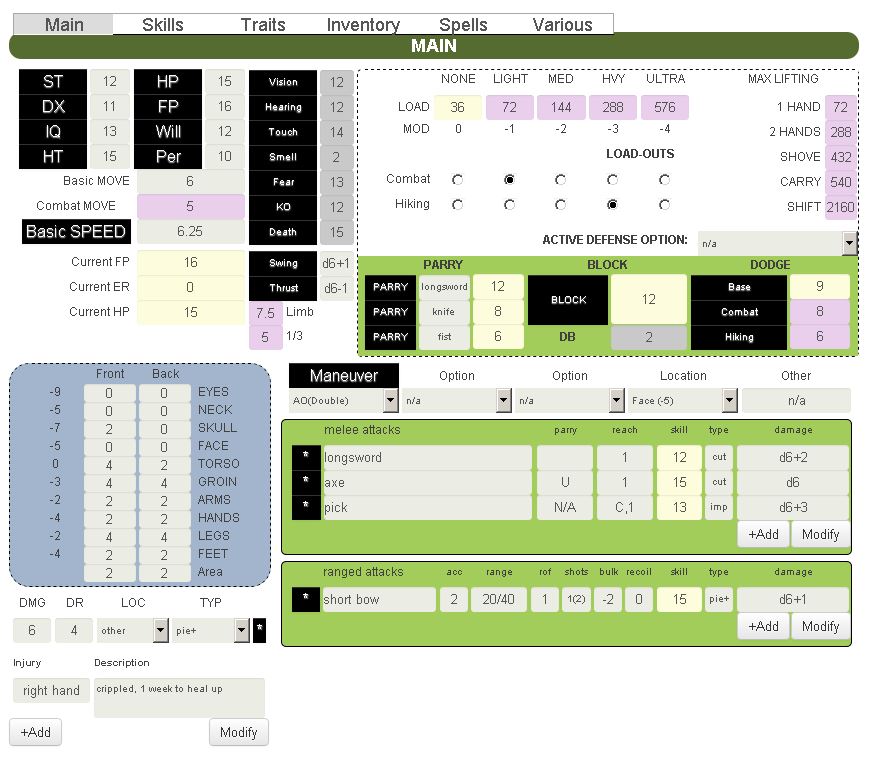 Main Skills Traits Inventory Spells Various
MAIN
ST 12 HP 15 Vision 12
DX 11 FP 16 Hearing 12
IQ 13 Will 12 Touch 14
HT 15 Per 10 Smell 2
Basic MOVE 6 Fear 13
Combat MOVE 5 KO 12
Basic SPEED 6.25 Death 15
Current FP 16 Swing d6+1
Current ER 0 Thrust d6-1
Current HP 15 7.5 Limb
5 1/3
NONE LIGHT MED HVY ULTRA MAX LIFTING
LOAD 36 72 144 288 576 1 HAND 72
MOD 0 -1 -2 -3 -4 2 HANDS 288
LOAD-OUTS SHOVE 432
Combat CARRY 540
Hiking SHIFT 2160
ACTIVE DEFENSE OPTION: n/a
PARRY BLOCK DODGE
PARRY longsword 12 BLOCK 12 Base 9
PARRY knife 8 Combat 8
PARRY fist 6 DB 2 Hiking 6
Front Back
-9 0 0 EYES
-5 0 0 NECK
-7 2 0 SKULL
-5 0 0 FACE
0 4 2 TORSO
-3 4 4 GROIN
-2 2 2 ARMS
-4 2 2 HANDS
-2 4 4 LEGS
-4 2 2 FEET
2 2 Area
DMG DR LOC TYP
6 4 other pie+ *
Injury Description
right hand crippled, 1 week to heal up
+Add Modify
Maneuver Option Option Location Other
AO(Double) n/a n/a Face (-5) n/a
melee attacks parry reach skill type damage
* longsword 1 12 cut d6+2
* axe U 1 15 cut d6
* pick N/A C,1 13 imp d6+3
+Add Modify
ranged attacks acc range rof shots bulk recoil skill type damage
* short bow 2 20/40 1 1(2) -2 0 15 pie+ d6+1
+Add Modify